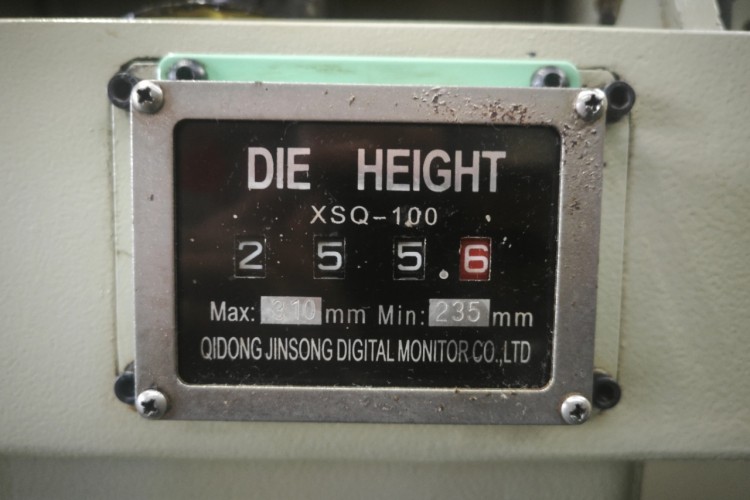 DIE HEIGHT
XSQ-100
2 5 5.6
Max: 310 mm Min: 235 mm
QIDONG JINSONG DIGITAL MONITOR CO.,LTD